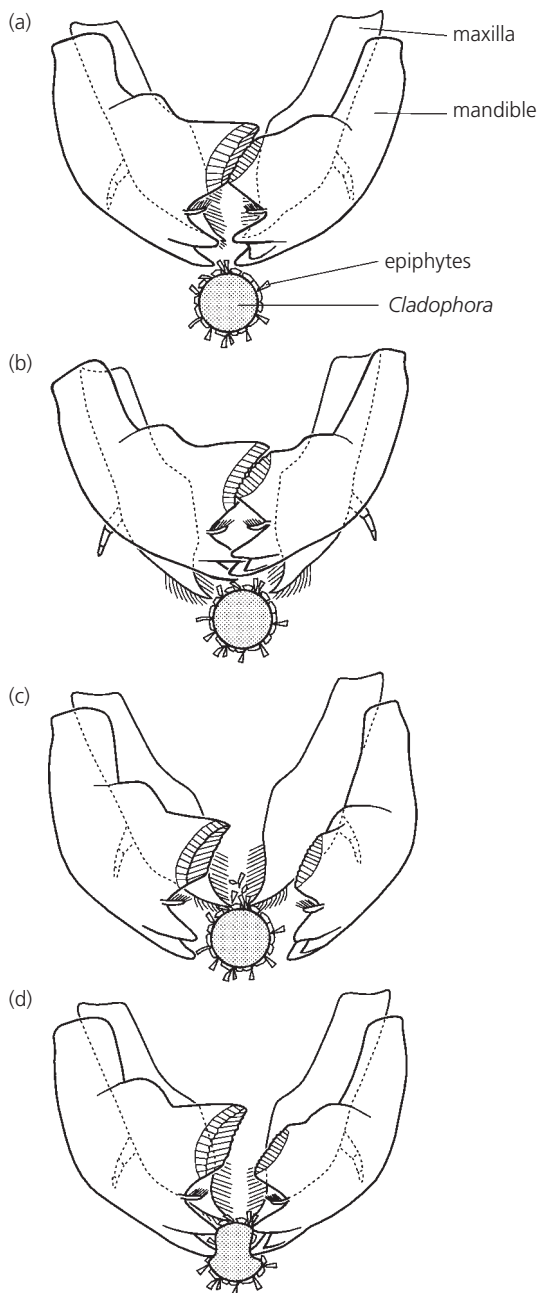 (a)
maxilla
mandible
epiphytes
Cladophora
(b)
(c)
(d)